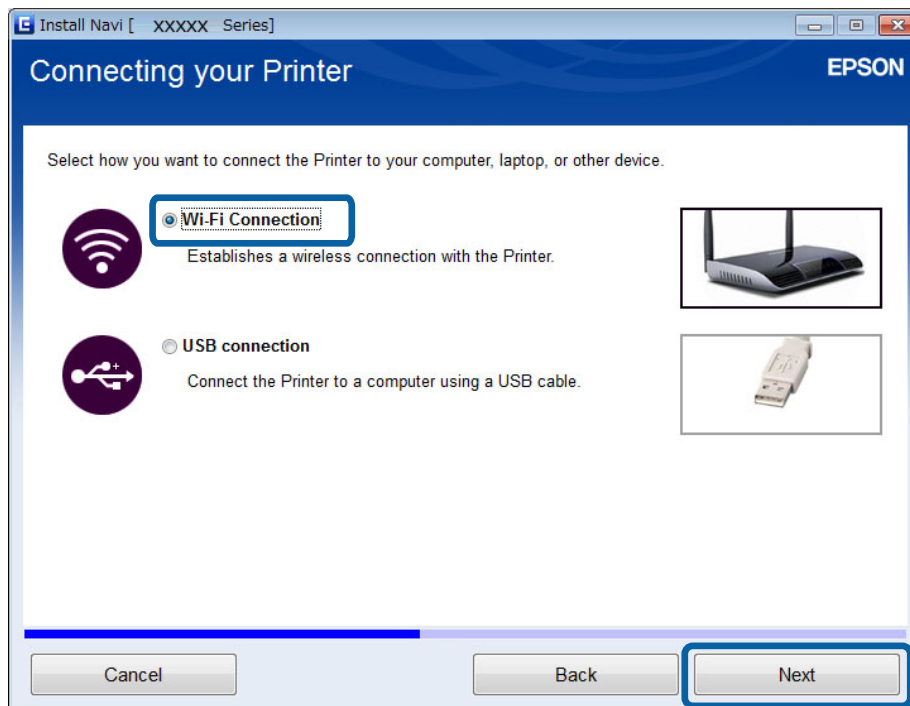 Install Navi [ XXXXX Series]
Connecting your Printer
EPSON
Select how you want to connect the Printer to your computer, laptop, or other device.
Wi-Fi Connection
Establishes a wireless connection with the Printer.
USB connection
Connect the Printer to a computer using a USB cable.
Cancel
Back
Next